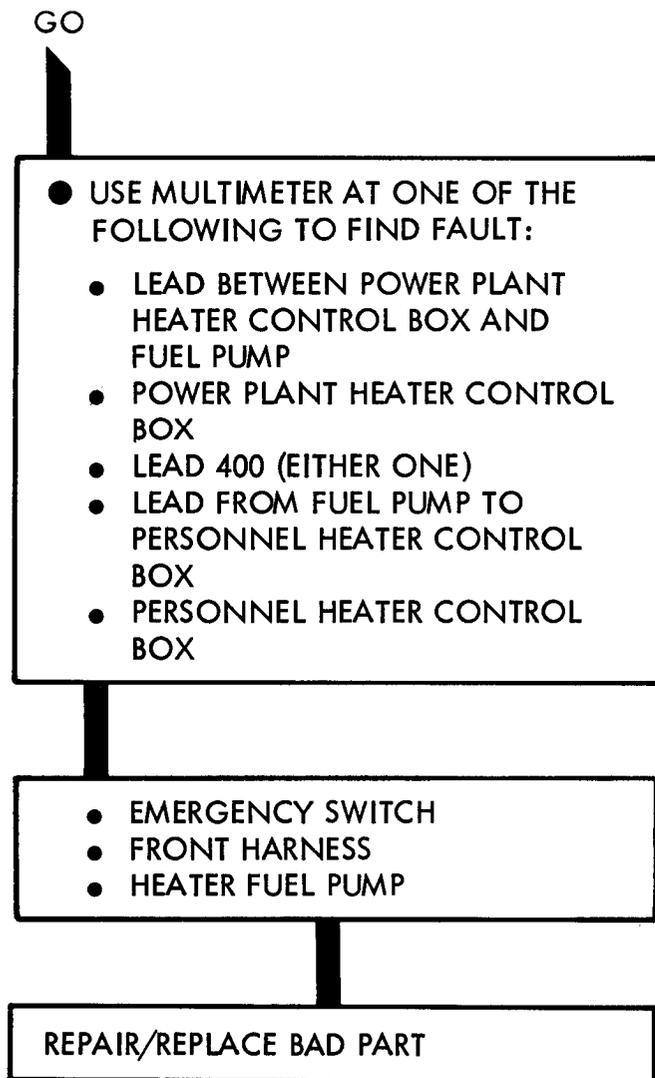 GO
● USE MULTIMETER AT ONE OF THE
FOLLOWING TO FIND FAULT:
● LEAD BETWEEN POWER PLANT
HEATER CONTROL BOX AND
FUEL PUMP
● POWER PLANT HEATER CONTROL
BOX
● LEAD 400 (EITHER ONE)
● LEAD FROM FUEL PUMP TO
PERSONNEL HEATER CONTROL
BOX
● PERSONNEL HEATER CONTROL
BOX
● EMERGENCY SWITCH
● FRONT HARNESS
● HEATER FUEL PUMP
REPAIR/REPLACE BAD PART